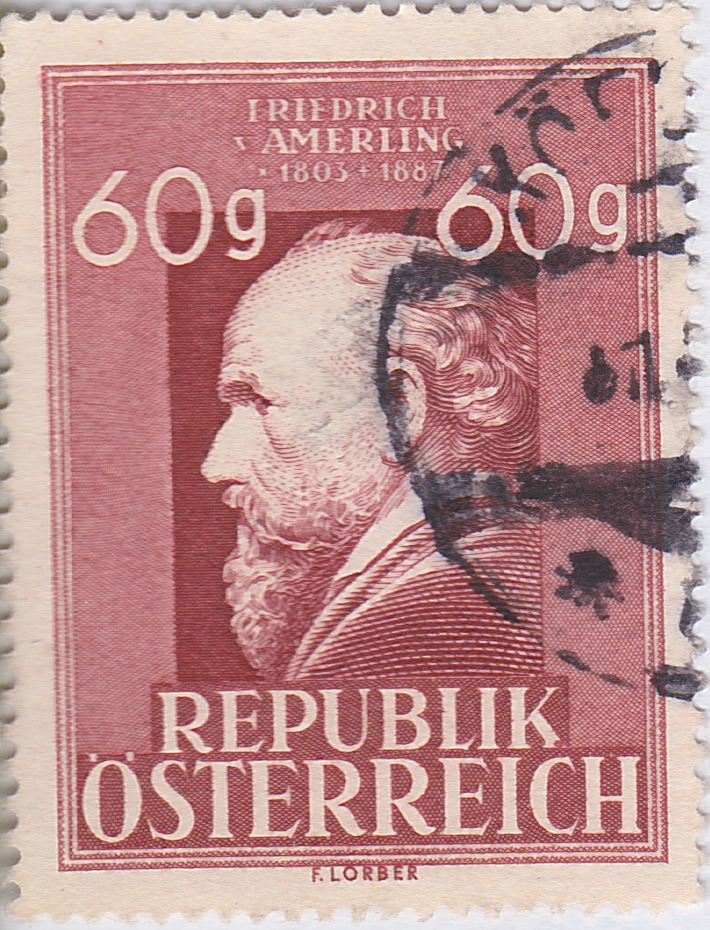 FRIEDRICH
v AMERLING
* 1803 + 1887
60g 60g
REPUBLIK
ÖSTERREICH
F. LORBER